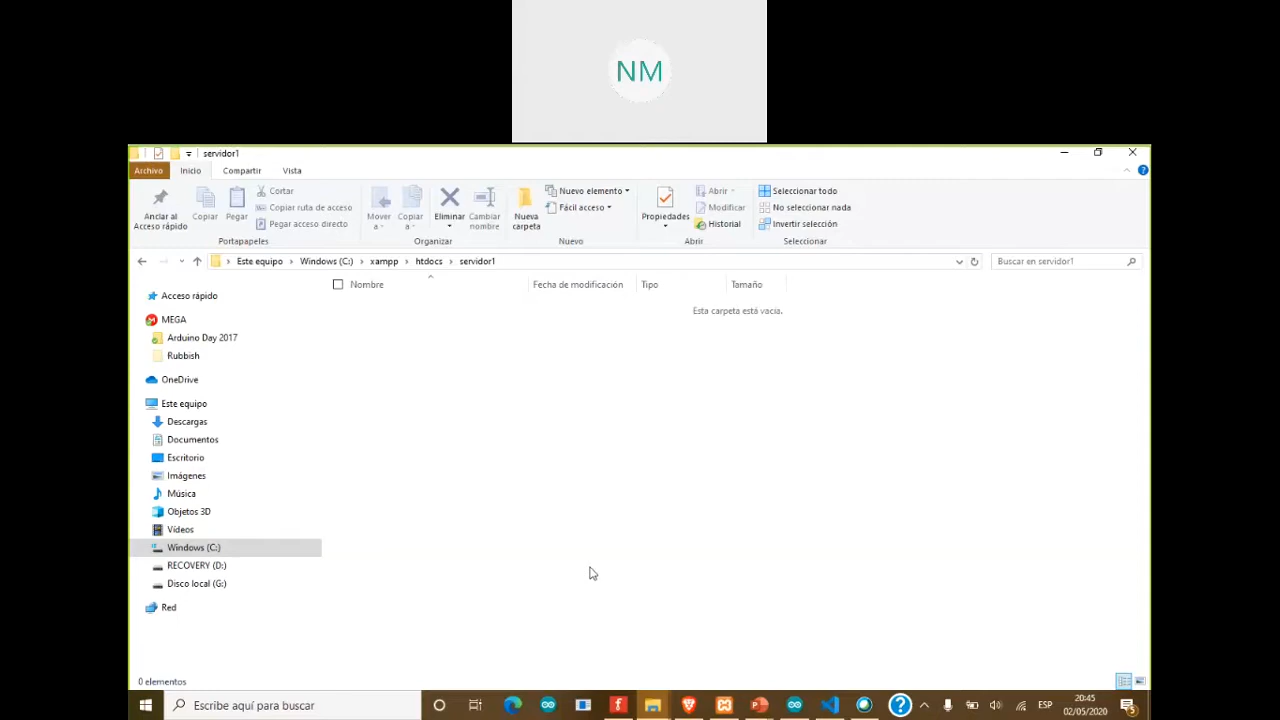 NM
servidor1
Archivo Inicio Compartir Vista
Anclar al Acceso rápido
Copiar
Pegar
Cortar
Copiar ruta de acceso
Pegar acceso directo
Portapapeles
Mover a
Copiar a
Eliminar
Cambiar nombre
Organizar
Nueva carpeta
Nuevo elemento
Fácil acceso
Nuevo
Propiedades
Abrir
Modificar
Historial
Abrir
Seleccionar todo
No seleccionar nada
Invertir selección
Seleccionar
Este equipo > Windows (C:) > xampp > htdocs > servidor1
Buscar en servidor1
Nombre Fecha de modificación Tipo Tamaño
Esta carpeta está vacía.
Acceso rápido
MEGA
Arduino Day 2017
Rubbish
OneDrive
Este equipo
Descargas
Documentos
Escritorio
Imágenes
Música
Objetos 3D
Vídeos
Windows (C:)
RECOVERY (D:)
Disco local (G:)
Red
0 elementos
Escribe aquí para buscar
ESP
20:45
02/05/2020
5